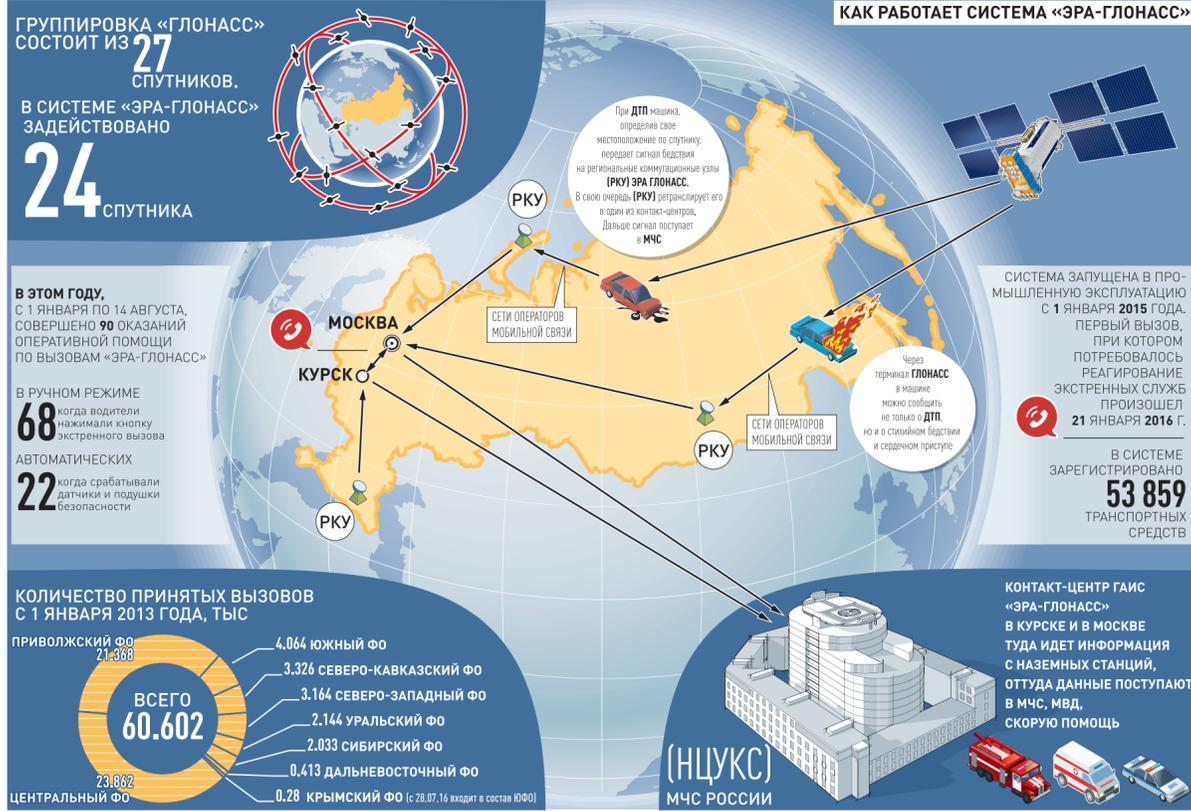 КАК РАБОТАЕТ СИСТЕМА «ЭРА-ГЛОНАСС»
ГРУППИРОВКА «ГЛОНАСС»
СОСТОИТ ИЗ 27
СПУТНИКОВ.
В СИСТЕМЕ «ЭРА-ГЛОНАСС»
ЗАДЕЙСТВОВАНО
24 СПУТНИКА
При ДТП машина,
определив свое
местоположение по спутнику,
передает сигнал бедствия
на региональные коммутационные узлы
(РКУ) ЭРА ГЛОНАСС.
В свою очередь (РКУ) ретранслирует его
в один из контакт-центров.
Дальше сигнал поступает
в МЧС
РКУ
СЕТИ ОПЕРАТОРОВ
МОБИЛЬНОЙ СВЯЗИ
МОСКВА
КУРСК
РКУ
РКУ
СЕТИ ОПЕРАТОРОВ
МОБИЛЬНОЙ СВЯЗИ
Через
терминал ГЛОНАСС
в машине
можно сообщить
не только о ДТП,
но и о стихийном бедствии
и сердечном приступе
В ЭТОМ ГОДУ,
С 1 ЯНВАРЯ ПО 14 АВГУСТА,
СОВЕРШЕНО 90 ОКАЗАНИЙ
ОПЕРАТИВНОЙ ПОМОЩИ
ПО ВЫЗОВАМ «ЭРА-ГЛОНАСС»
В РУЧНОМ РЕЖИМЕ
68 когда водители
нажимали кнопку
экстренного вызова
АВТОМАТИЧЕСКИХ
22 когда срабатывали
датчики и подушки
безопасности
СИСТЕМА ЗАПУЩЕНА В ПРО-
МЫШЛЕННУЮ ЭКСПЛУАТАЦИЮ
С 1 ЯНВАРЯ 2015 ГОДА.
ПЕРВЫЙ ВЫЗОВ,
ПРИ КОТОРОМ
ПОТРЕБОВАЛОСЬ
РЕАГИРОВАНИЕ
ЭКСТРЕННЫХ СЛУЖБ
ПРОИЗОШЕЛ
21 ЯНВАРЯ 2016 Г.
В СИСТЕМЕ
ЗАРЕГИСТРИРОВАНО
53 859
ТРАНСПОРТНЫХ
СРЕДСТВ
КОЛИЧЕСТВО ПРИНЯТЫХ ВЫЗОВОВ
С 1 ЯНВАРЯ 2013 ГОДА, ТЫС
ПРИВОЛЖСКИЙ ФО
21.368
ВСЕГО
60.602
23.862
ЦЕНТРАЛЬНЫЙ ФО
4.064 ЮЖНЫЙ ФО
3.326 СЕВЕРО-КАВКАЗСКИЙ ФО
3.164 СЕВЕРО-ЗАПАДНЫЙ ФО
2.144 УРАЛЬСКИЙ ФО
2.033 СИБИРСКИЙ ФО
0.413 ДАЛЬНЕВОСТОЧНЫЙ ФО
0.28 КРЫМСКИЙ ФО (с 28.07.16 входит в состав ЮФО)
КОНТАКТ-ЦЕНТР ГАИС
«ЭРА-ГЛОНАСС»
В КУРСКЕ И В МОСКВЕ
ТУДА ИДЕТ ИНФОРМАЦИЯ
С НАЗЕМНЫХ СТАНЦИЙ,
ОТТУДА ДАННЫЕ ПОСТУПАЮТ
В МЧС, МВД,
СКОРУЮ ПОМОЩЬ
(НЦУКС)
МЧС РОССИИ